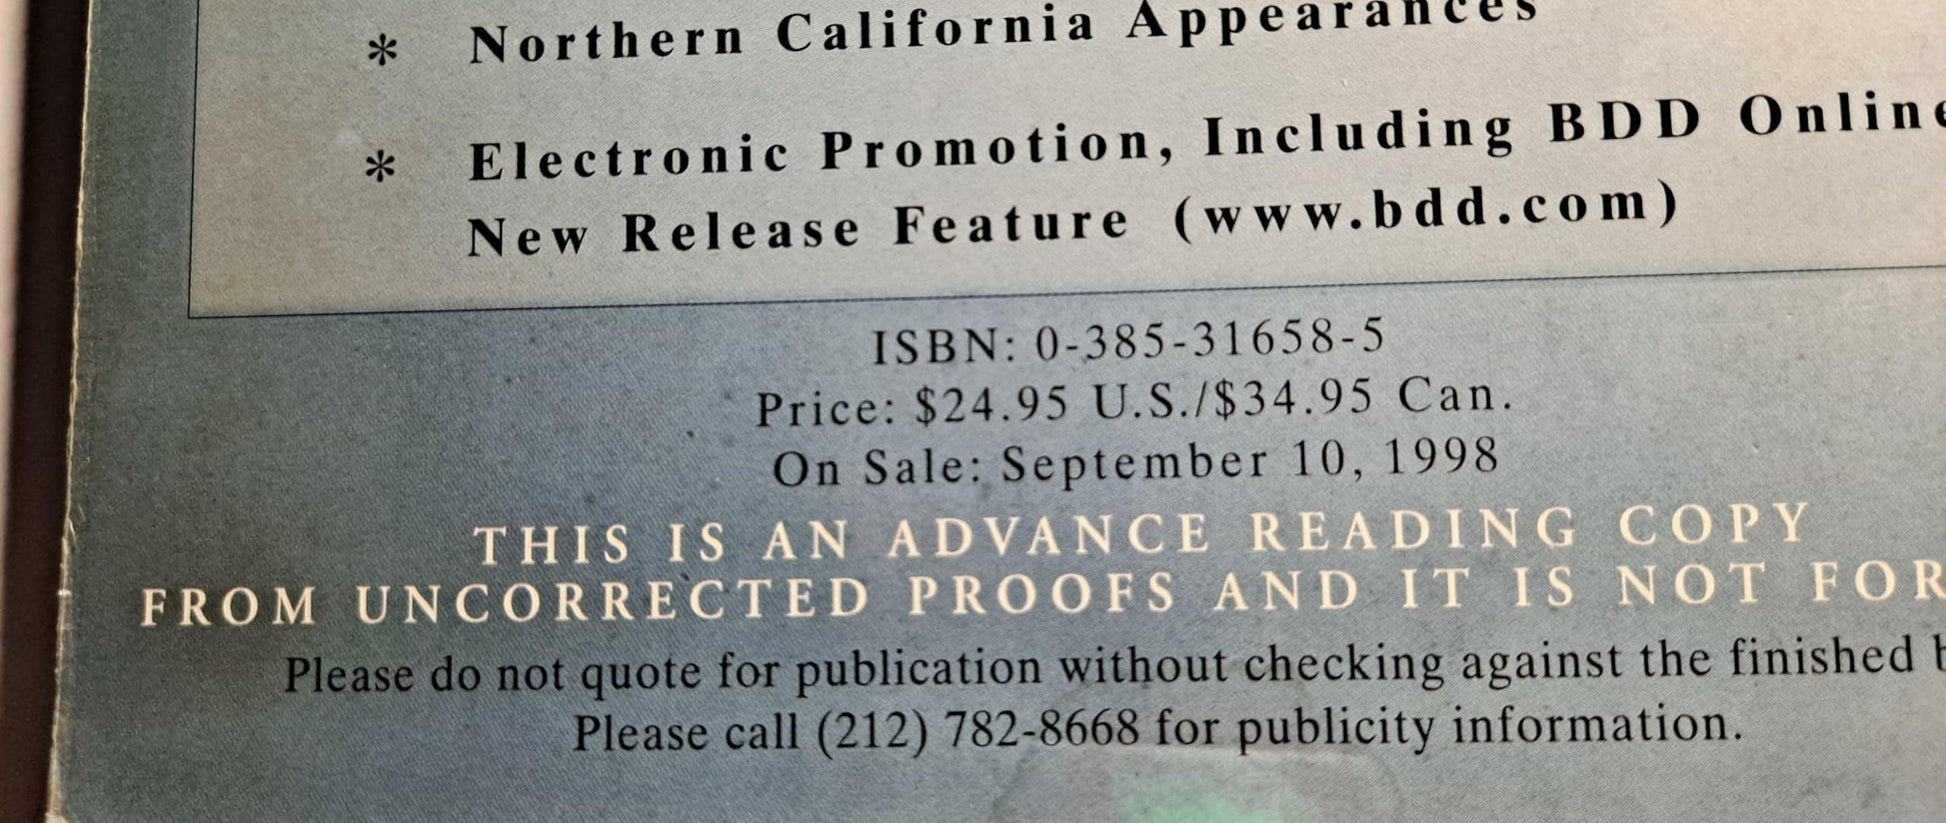 * Northern California Appearances
* Electronic Promotion, Including BDD Online
New Release Feature (www.bdd.com)
ISBN: 0-385-31658-5
Price: $24.95 U.S./$34.95 Can.
On Sale: September 10, 1998
THIS IS AN ADVANCE READING COPY
FROM UNCORRECTED PROOFS AND IT IS NOT FOR
Please do not quote for publication without checking against the finished
Please call (212) 782-8668 for publicity information.